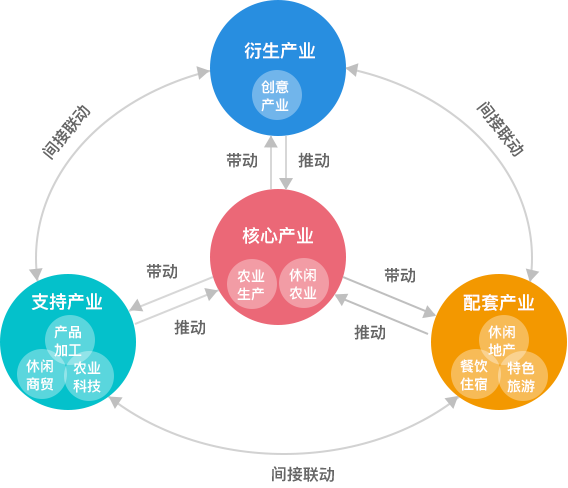 衍生产业
创意
产业
间接联动
间接联动
带动
推动
核心产业
农业
生产
休闲
农业
带动
推动
带动
推动
支持产业
产品
加工
休闲
商贸
农业
科技
配套产业
休闲
地产
餐饮
住宿
特色
旅游
间接联动